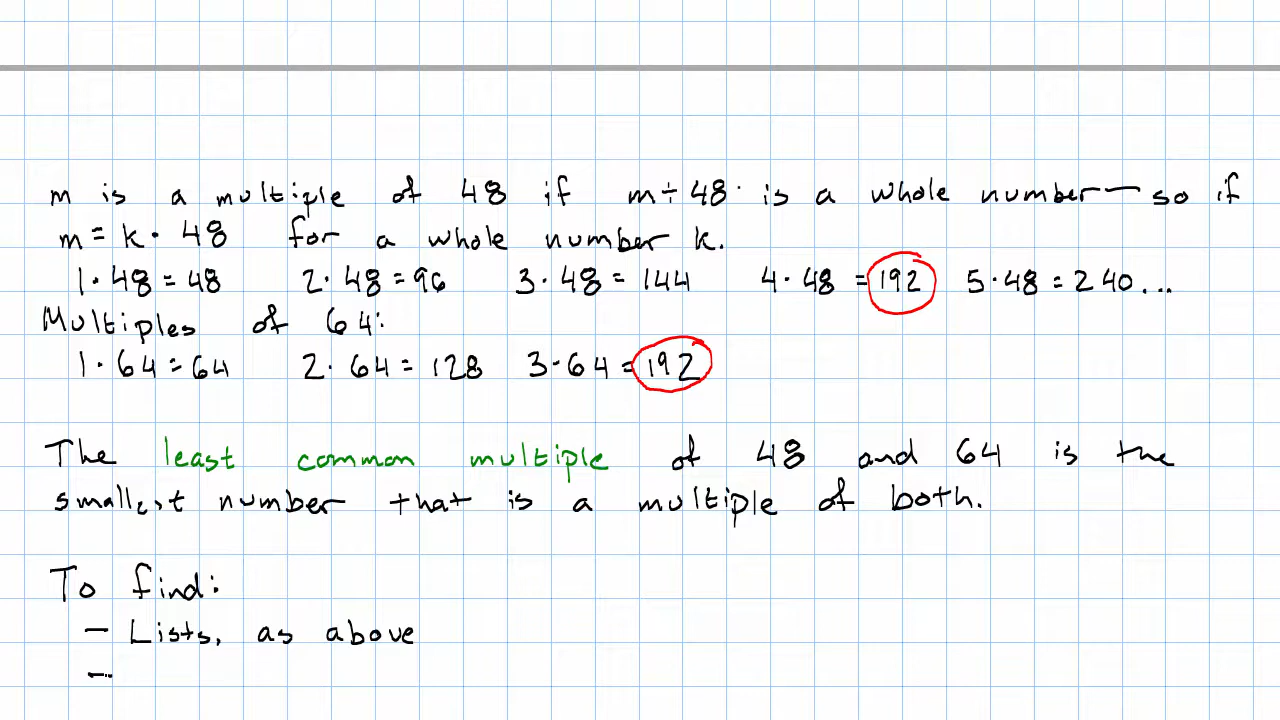 m is a multiple of 48 if m÷48 is a whole number— so if
m = k· 48 for a whole number k.
1· 48 = 48 2· 48 = 96 3· 48 = 144 4· 48 = 192 5·48 = 240...
Multiples of 64:
1· 64 = 64 2· 64 = 128 3·64 = 192
The least common multiple of 48 and 64 is the
smallest number that is a multiple of both.
To find:
– Lists, as above
–